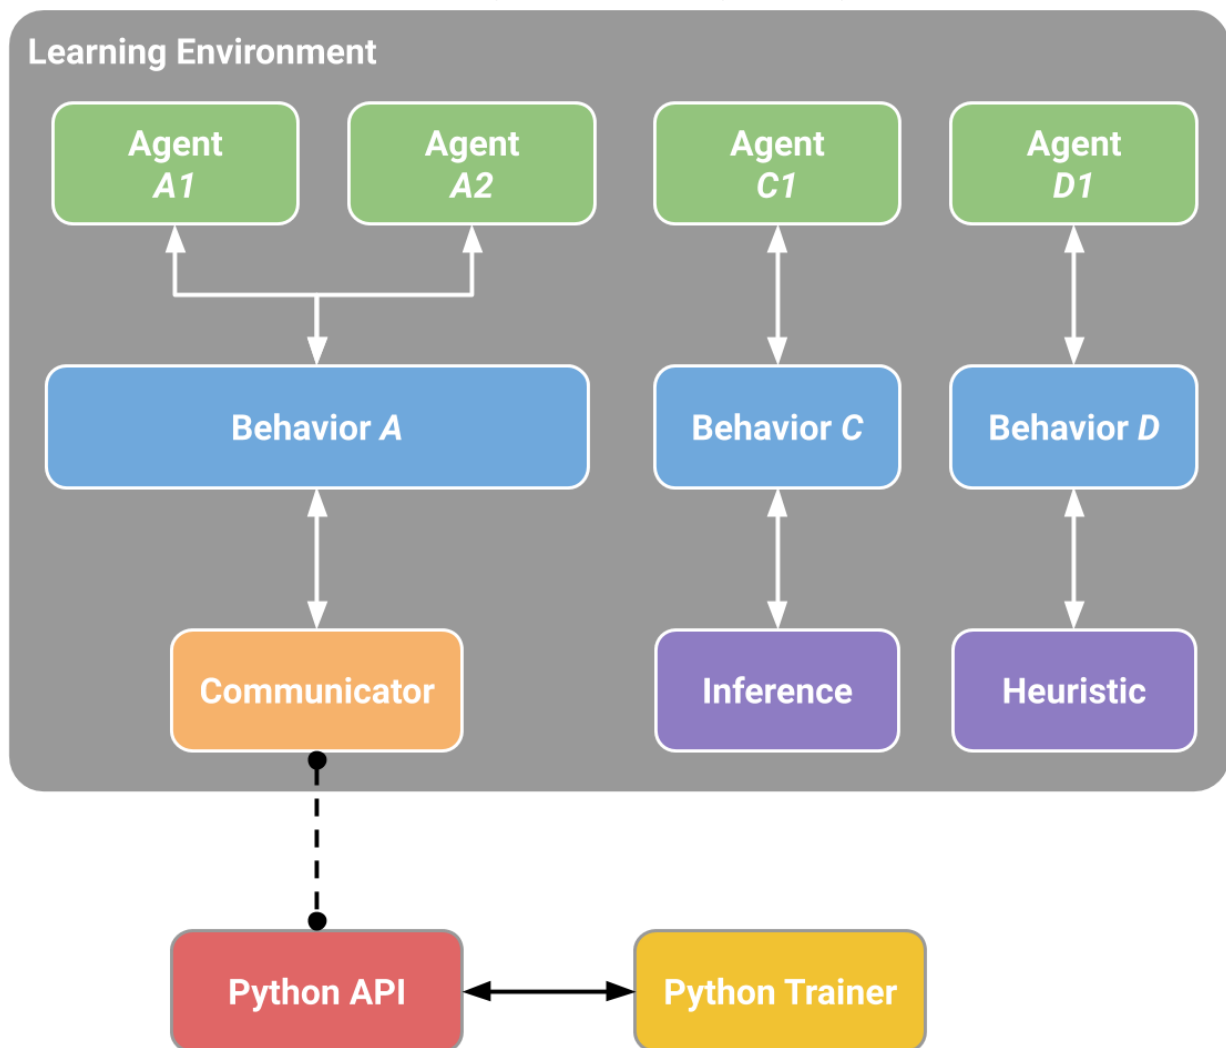 Learning Environment
Agent
A1
Agent
A2
Agent
C1
Agent
D1
Behavior A
Behavior C
Behavior D
Communicator
Inference
Heuristic
Python API
Python Trainer